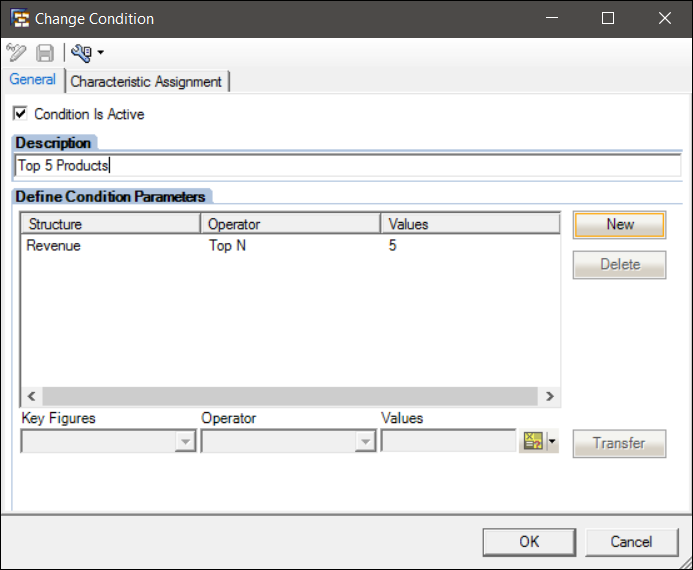 Change Condition
General Characteristic Assignment
Condition Is Active
Description
Top 5 Products
Define Condition Parameters
Structure Operator Values New
Revenue Top N 5
Delete
Key Figures Operator Values
Transfer
OK Cancel